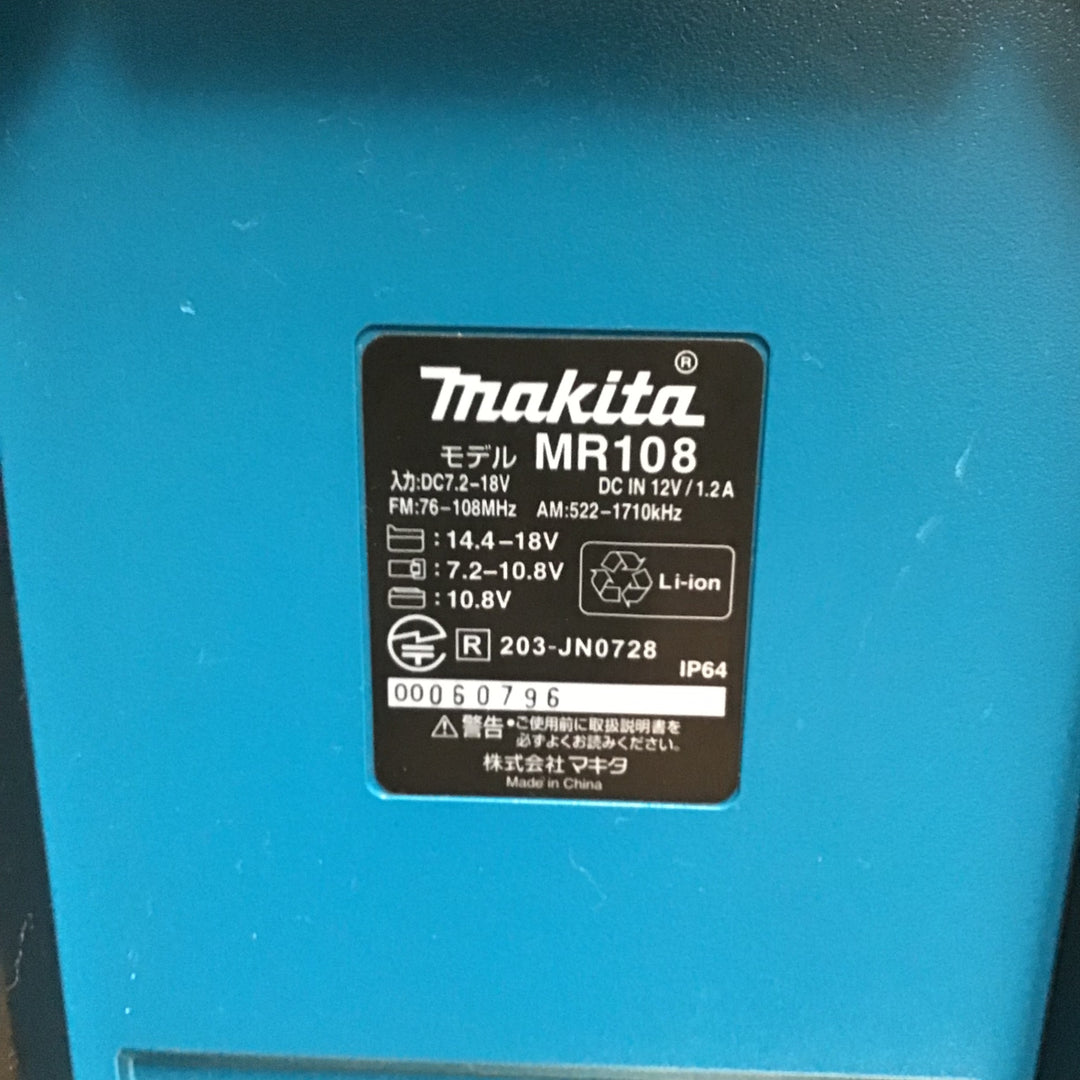 makita®
モデル MR108
入力:DC7.2-18V DC IN 12V/1.2A
FM:76-108MHz AM:522-1710kHz
:14.4-18V
:7.2-10.8V
:10.8V
Li-ion
R 203-JN0728
IP64
00060796
警告 •ご使用前に取扱説明書を
必ずよくお読みください。
株式会社マキタ
Made in China